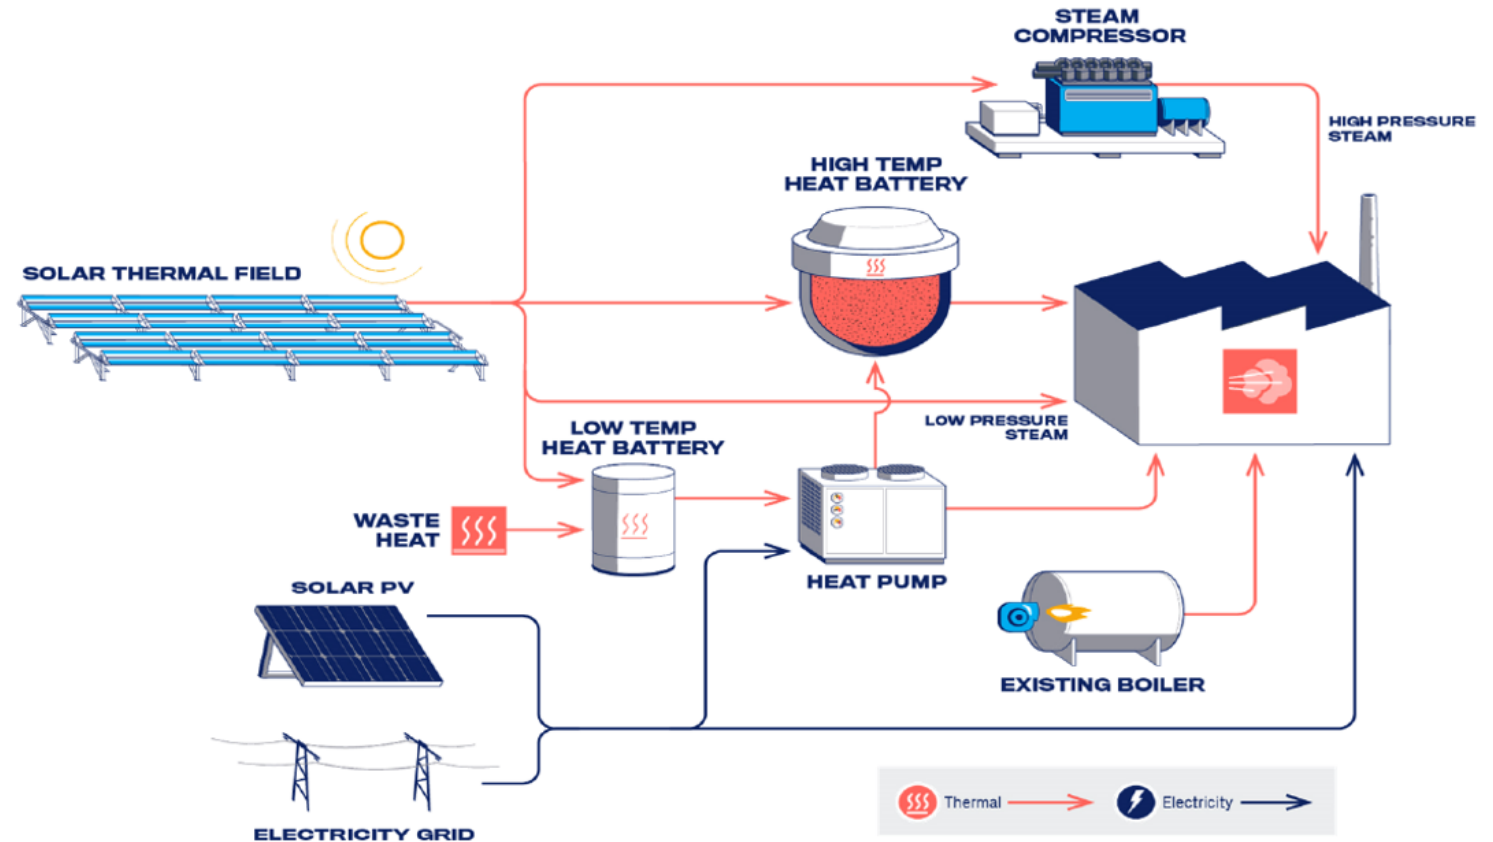 STEAM
COMPRESSOR
HIGH PRESSURE
STEAM
HIGH TEMP
HEAT BATTERY
SOLAR THERMAL FIELD
LOW PRESSURE
STEAM
LOW TEMP
HEAT BATTERY
WASTE
HEAT
HEAT PUMP
SOLAR PV
EXISTING BOILER
ELECTRICITY GRID
Thermal
Electricity